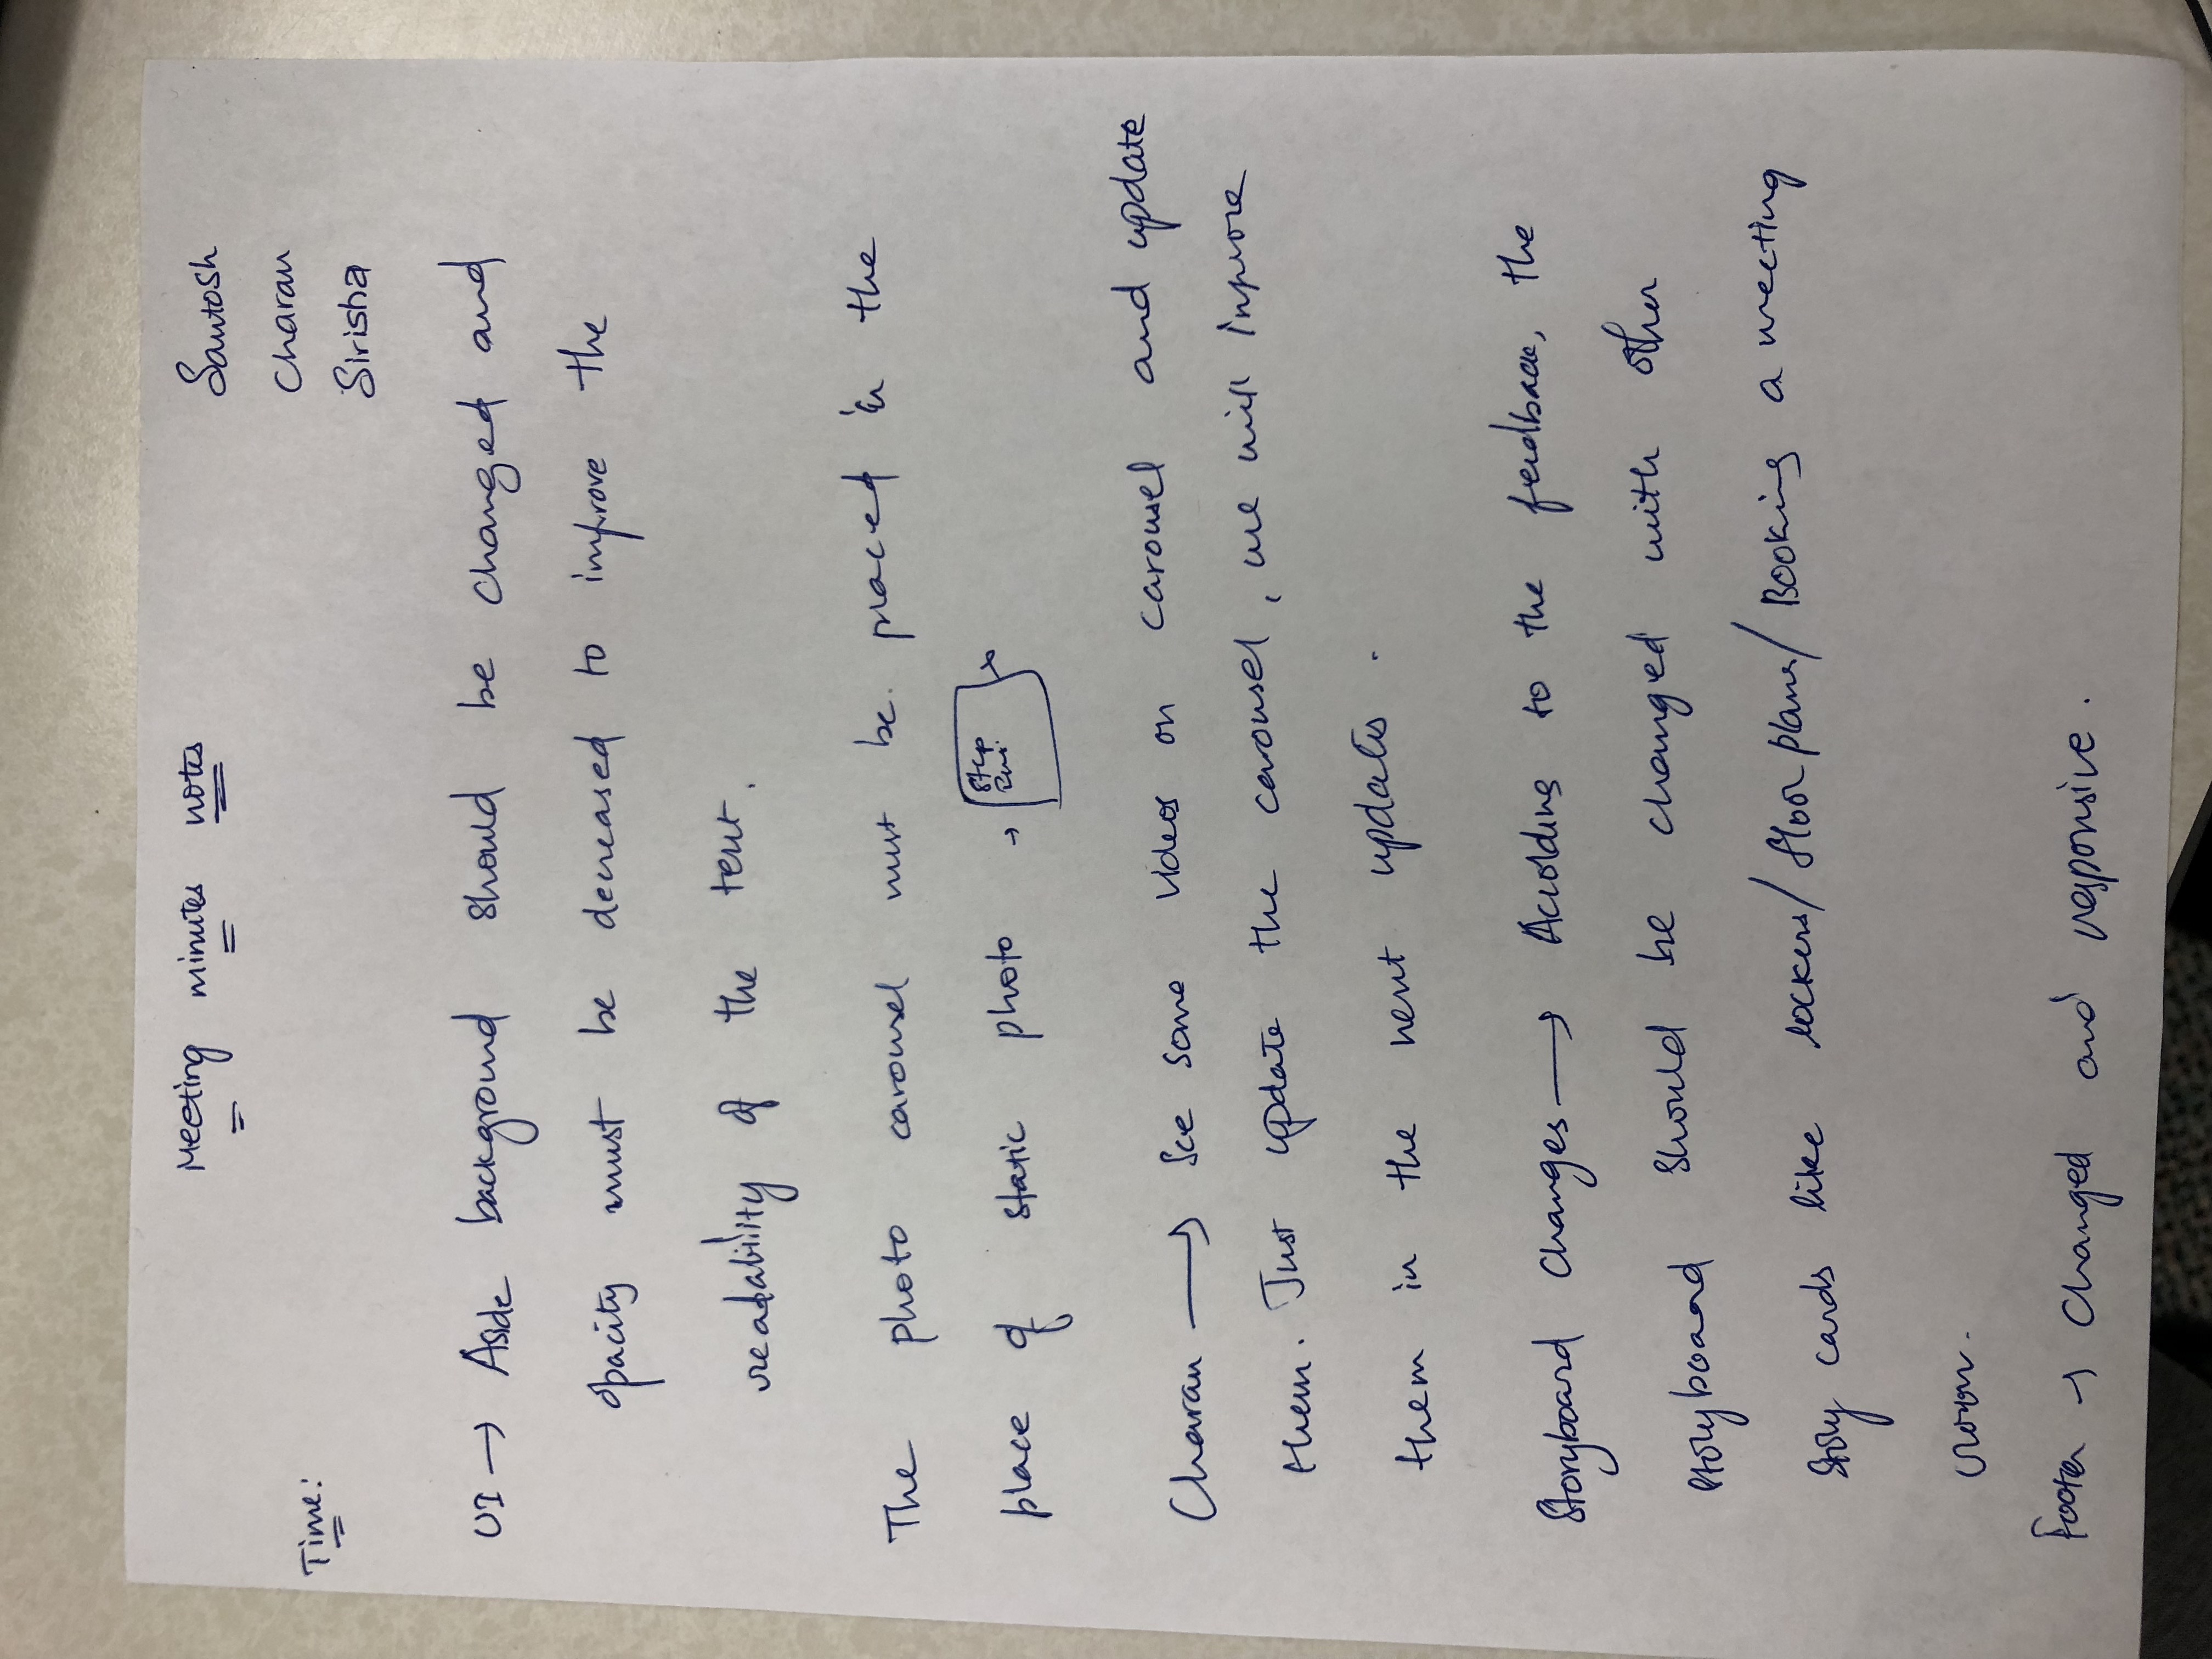 Meeting minutes notes
Santosh
Charan
Sirisha
Time:
UI → Aside background should be changed and
opacity must be decreased to improve the
readability of the text.
The photo carousel must be placed in the
place of static photo →
Step
Charan → See some videos on carousel and update
them. Just update the carousel, we will improve
them in the next updates.
Storyboard Changes → According to the feedback, the
storyboard should be changed with other
story cards like lockers/floor plans/Booking a meeting
room.
Footer → Changed and responsive.